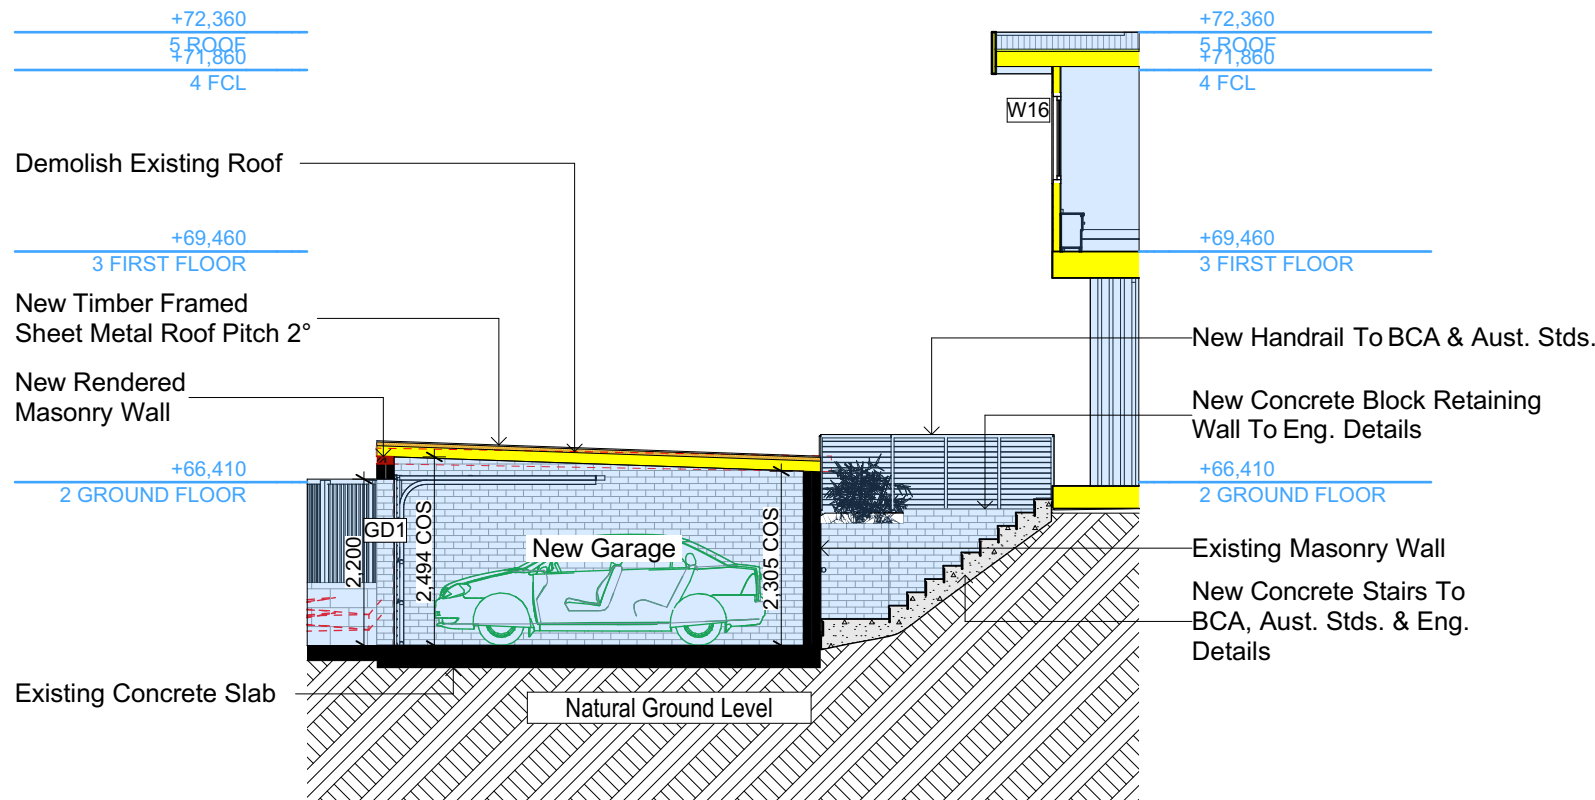 +72,360
5 ROOF
+71,860
4 FCL
Demolish Existing Roof
+69,460
3 FIRST FLOOR
New Timber Framed
Sheet Metal Roof Pitch 2°
New Rendered
Masonry Wall
+66,410
2 GROUND FLOOR
Existing Concrete Slab
2,200
GD1
2,494 COS
New Garage
2,305 COS
Natural Ground Level
W16
+72,360
5 ROOF
+71,860
4 FCL
+69,460
3 FIRST FLOOR
New Handrail To BCA & Aust. Stds.
New Concrete Block Retaining
Wall To Eng. Details
+66,410
2 GROUND FLOOR
Existing Masonry Wall
New Concrete Stairs To
BCA, Aust. Stds. & Eng.
Details